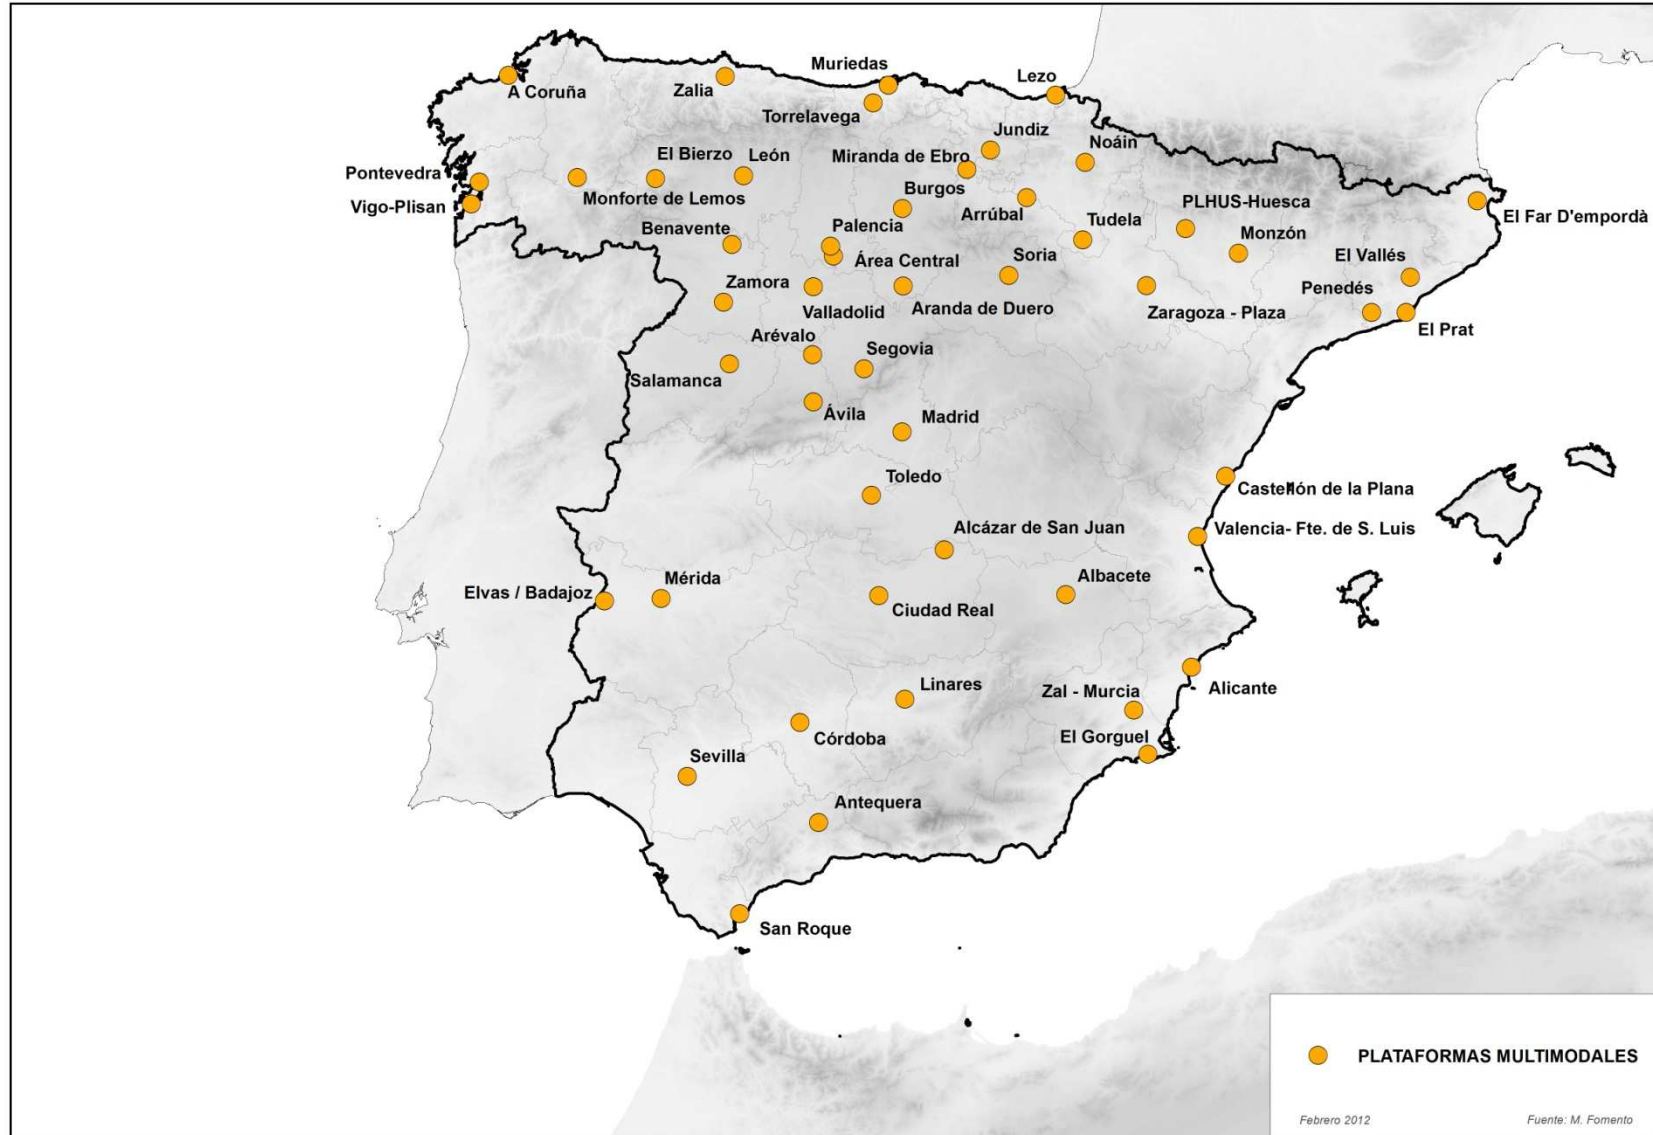 Muriedas
Lezo
A Coruña
Zalia
Torrelavega
Jundiz
Noáin
El Bierzo
León
Miranda de Ebro
Pontevedra
Monforte de Lemos
Burgos
Arrúbal
PLHUS-Huesca
Vigo-Plisan
Tudela
El Far D'empordà
Benavente
Palencia
Monzón
Área Central
Soria
El Vallés
Zamora
Penedés
Valladolid
Aranda de Duero
Zaragoza - Plaza
El Prat
Arévalo
Segovia
Salamanca
Ávila
Madrid
Toledo
Castellón de la Plana
Alcázar de San Juan
Valencia- Fte. de S. Luis
Mérida
Albacete
Elvas / Badajoz
Ciudad Real
Linares
Zal - Murcia
Alicante
Córdoba
El Gorguel
Sevilla
Antequera
San Roque
PLATAFORMAS MULTIMODALES
Febrero 2012
Fuente: M. Fomento